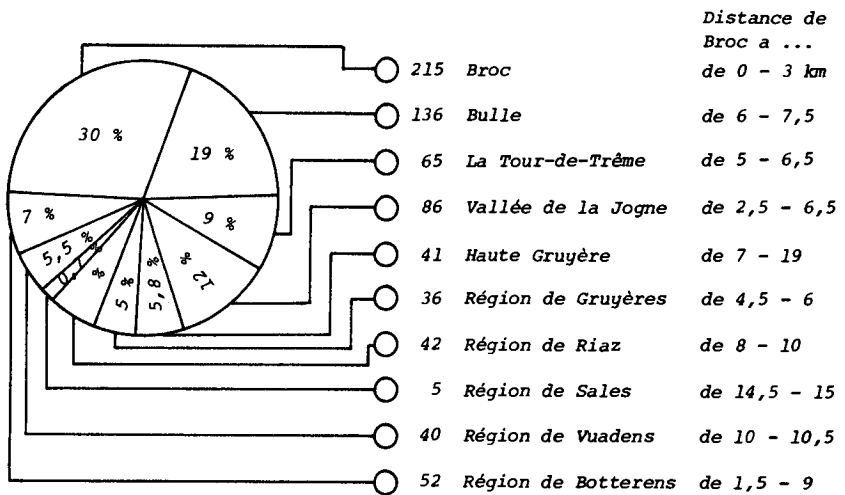 Distance de
Broc a ...
215 Broc de 0 - 3 km
136 Bulle de 6 - 7,5
65 La Tour-de-Trême de 5 - 6,5
86 Vallée de la Jogne de 2,5 - 6,5
41 Haute Gruyère de 7 - 19
36 Région de Gruyères de 4,5 - 6
42 Région de Riaz de 8 - 10
5 Région de Sales de 14,5 - 15
40 Région de Vuadens de 10 - 10,5
52 Région de Botterens de 1,5 - 9
30 %
19 %
9 %
12 %
5,8 %
5 %
%
5,5 %
7 %